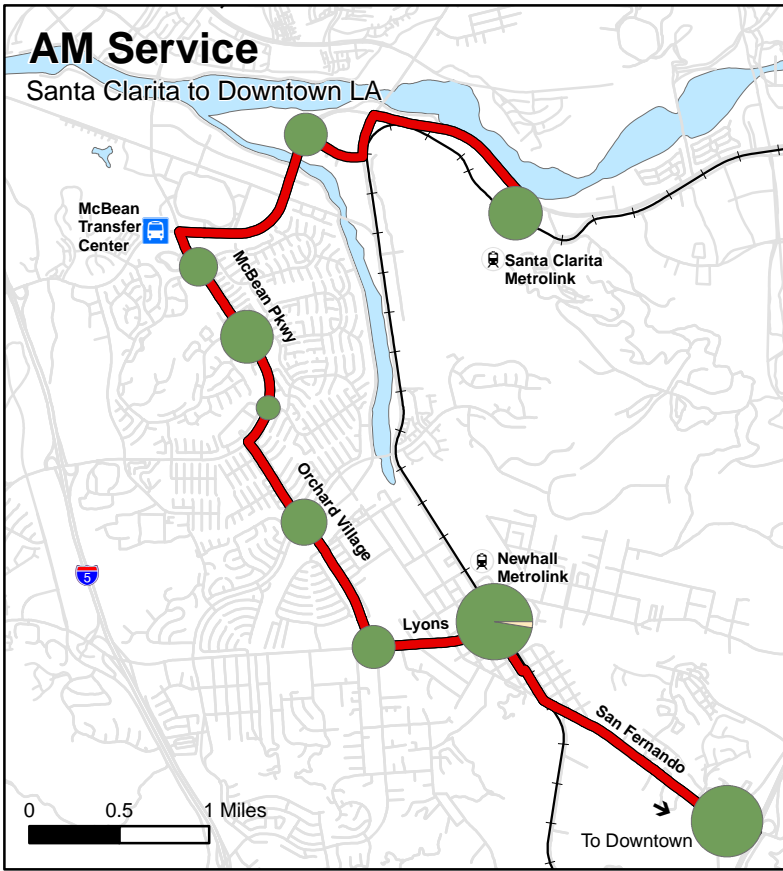 AM Service
Santa Clarita to Downtown LA
McBean
Transfer
Center
McBean Pkwy
Santa Clarita
Metrolink
Orchard Village
5
Newhall
Metrolink
Lyons
San Fernando
0 0.5 1 Miles
To Downtown